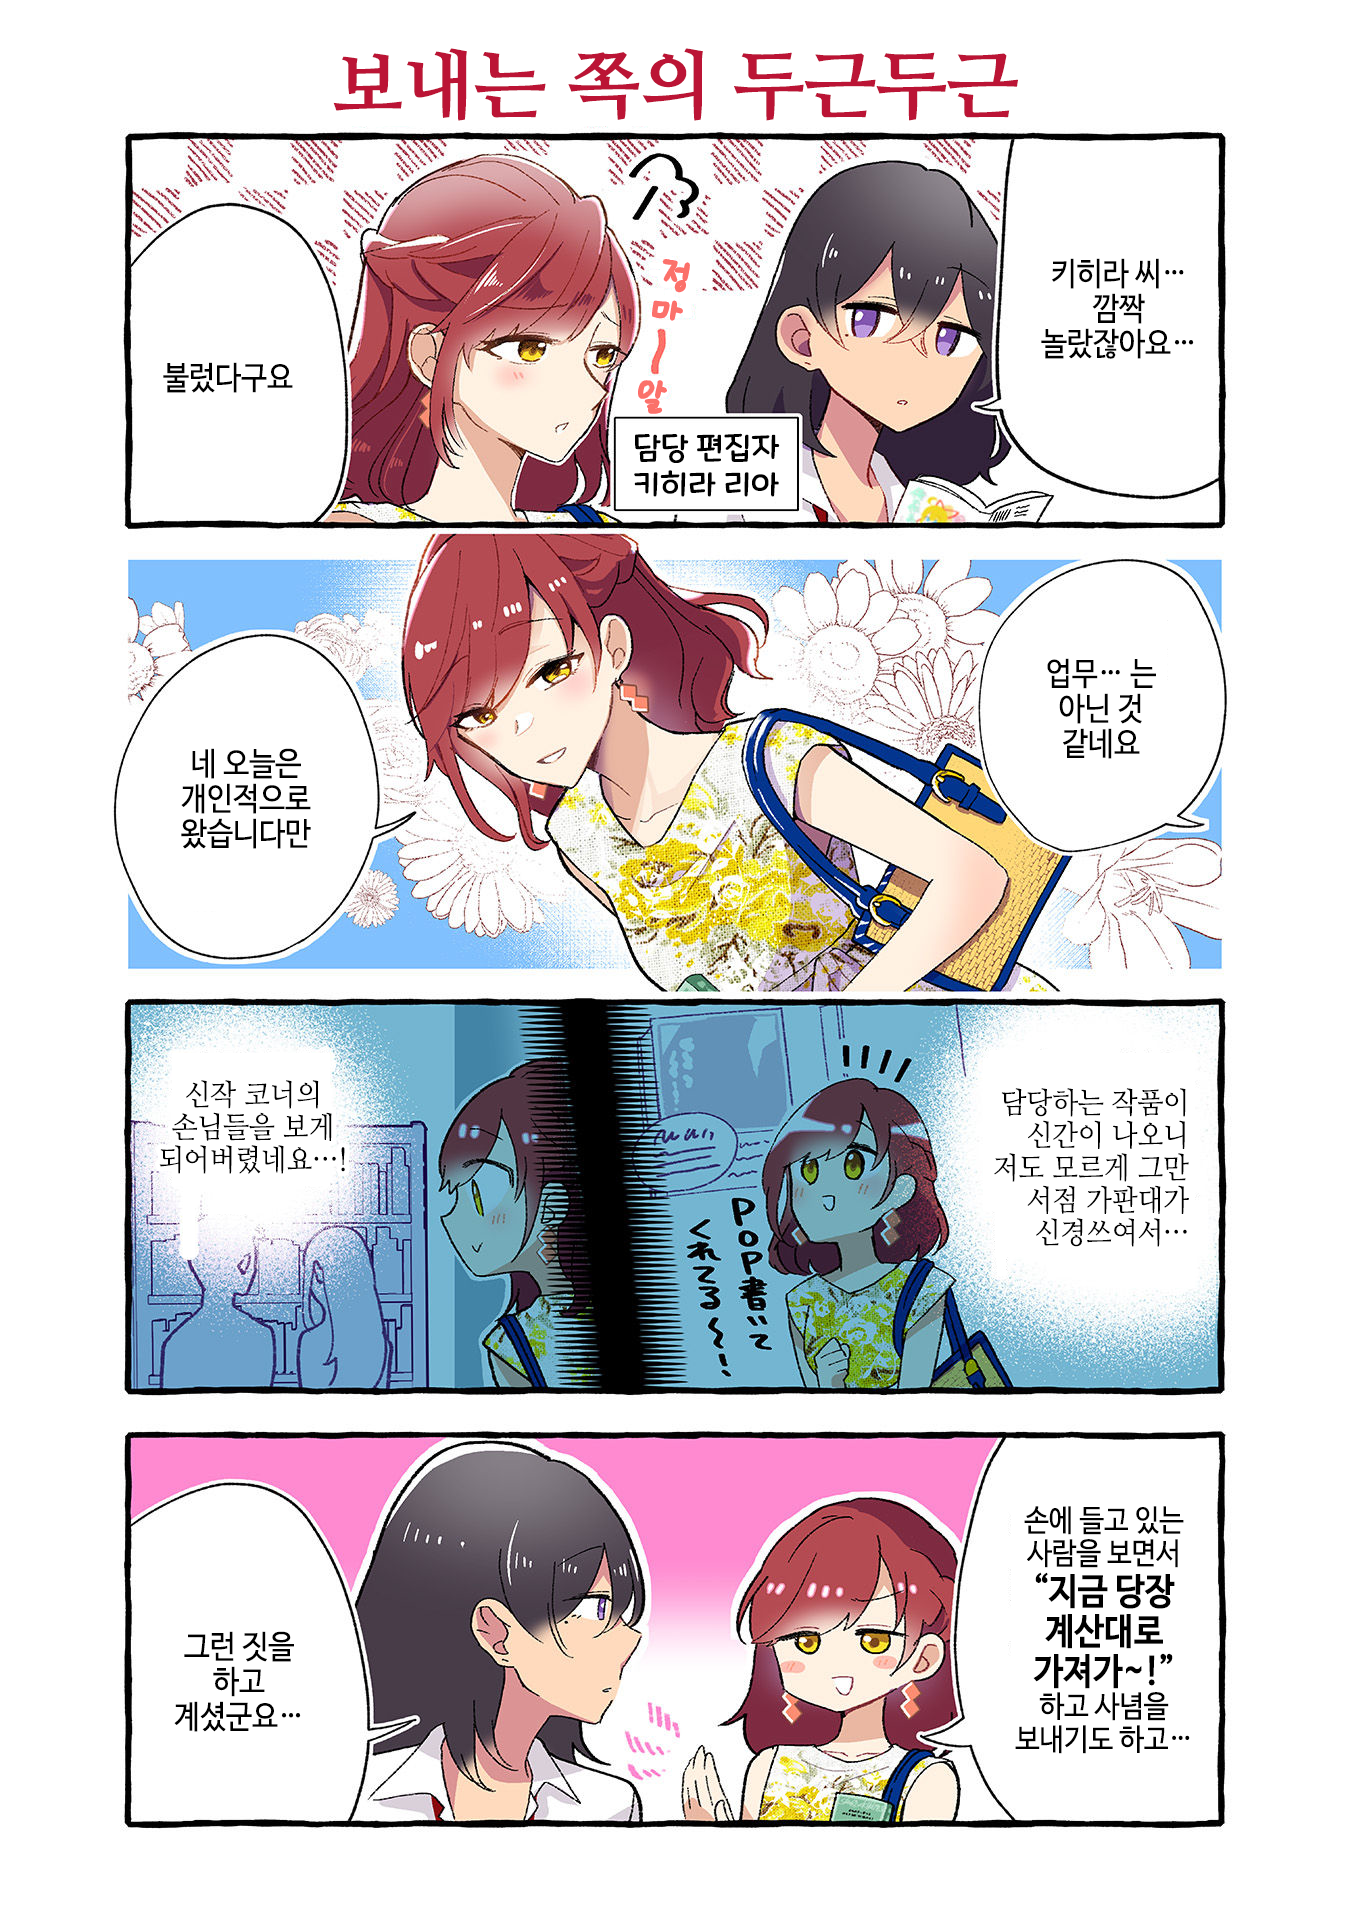 보내는 쪽의 두근두근
키히라 씨…
깜짝
놀랐잖아요…
정마ー알
불렀다구요
담당 편집자
키히라 리아
업무… 는
아닌 것
같네요
네 오늘은
개인적으로
왔습니다만
담당하는 작품이
신간이 나오니
저도 모르게 그만
서점 가판대가
신경쓰여서…
POP書いて
くれてる〜!
신작 코너의
손님들을 보게
되어버렸네요…!
손에 들고 있는
사람을 보면서
“지금 당장
계산대로
가져가~!”
하고 사념을
보내기도 하고…
그런 짓을
하고
계셨군요…